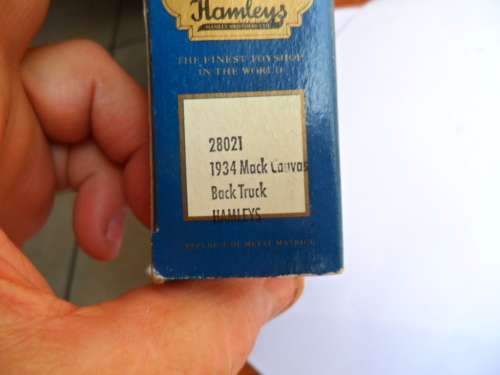 Hamleys
THE FINEST TOYSHOP
IN THE WORLD
28021
1934 Mack Canvas
Back Truck
HAMLEYS